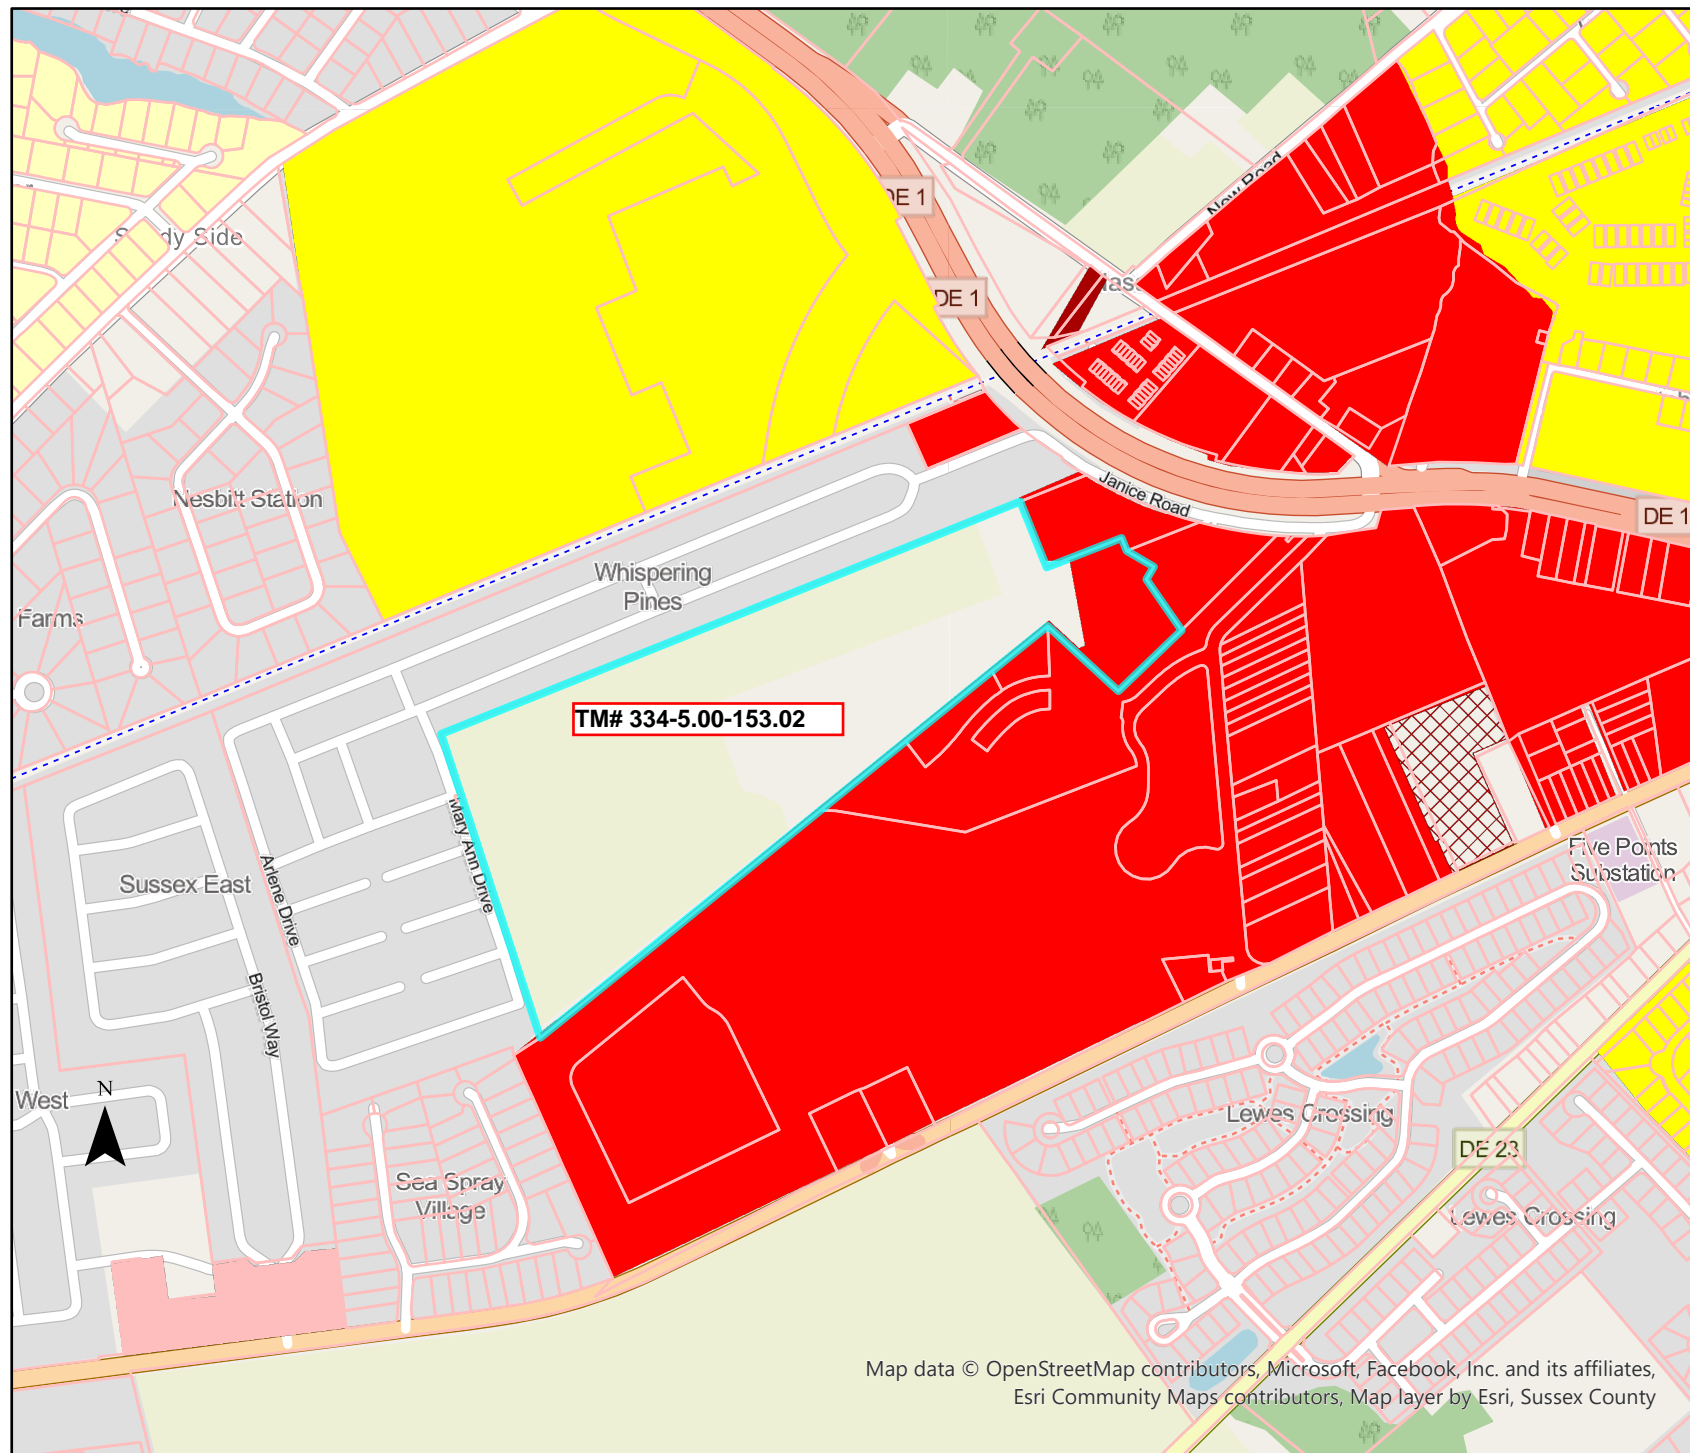 DE 1
New Road
Nass
DE 1
Janice Road
Nesbitt Station
DE 1
Whispering
Pines
Farms
TM# 334-5.00-153.02
Mary Ann Drive
Five Points
Substation
Sussex East
Arlene Drive
Bristol Way
N
West
Lewes Crossing
DE 23
Sea Spray
Village
Lewes Crossing
Map data © OpenStreetMap contributors, Microsoft, Facebook, Inc. and its affiliates,
Esri Community Maps contributors, Map layer by Esri, Sussex County